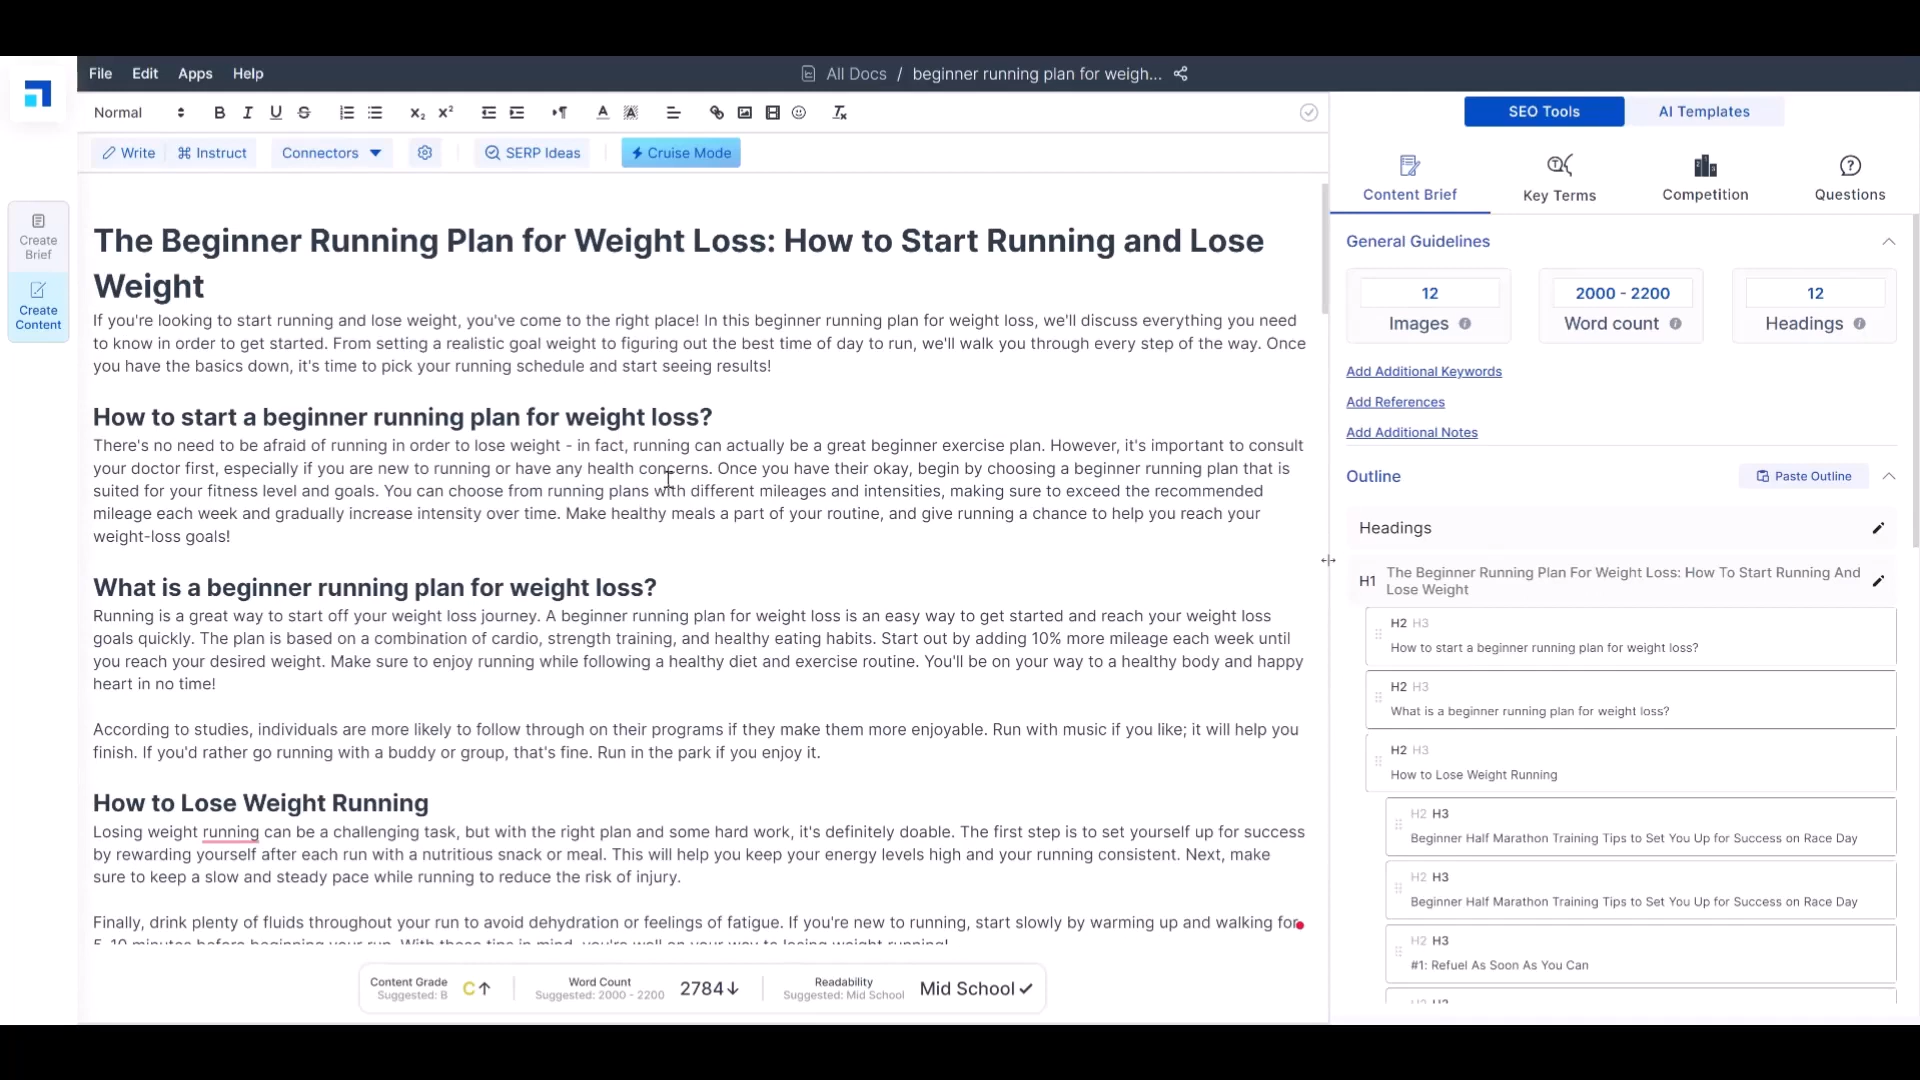 File Edit Apps Help
All Docs / beginner running plan for weigh...
Normal
B I U S
X₂ X²
A A
Tx
Write Instruct Connectors SERP Ideas Cruise Mode
Create
Brief
Create
Content
The Beginner Running Plan for Weight Loss: How to Start Running and Lose
Weight
If you're looking to start running and lose weight, you've come to the right place! In this beginner running plan for weight loss, we'll discuss everything you need
to know in order to get started. From setting a realistic goal weight to figuring out the best time of day to run, we'll walk you through every step of the way. Once
you have the basics down, it's time to pick your running schedule and start seeing results!
How to start a beginner running plan for weight loss?
There's no need to be afraid of running in order to lose weight - in fact, running can actually be a great beginner exercise plan. However, it's important to consult
your doctor first, especially if you are new to running or have any health concerns. Once you have their okay, begin by choosing a beginner running plan that is
suited for your fitness level and goals. You can choose from running plans with different mileages and intensities, making sure to exceed the recommended
mileage each week and gradually increase intensity over time. Make healthy meals a part of your routine, and give running a chance to help you reach your
weight-loss goals!
What is a beginner running plan for weight loss?
Running is a great way to start off your weight loss journey. A beginner running plan for weight loss is an easy way to get started and reach your weight loss
goals quickly. The plan is based on a combination of cardio, strength training, and healthy eating habits. Start out by adding 10% more mileage each week until
you reach your desired weight. Make sure to enjoy running while following a healthy diet and exercise routine. You'll be on your way to a healthy body and happy
heart in no time!
According to studies, individuals are more likely to follow through on their programs if they make them more enjoyable. Run with music if you like; it will help you
finish. If you'd rather go running with a buddy or group, that's fine. Run in the park if you enjoy it.
How to Lose Weight Running
Losing weight running can be a challenging task, but with the right plan and some hard work, it's definitely doable. The first step is to set yourself up for success
by rewarding yourself after each run with a nutritious snack or meal. This will help you keep your energy levels high and your running consistent. Next, make
sure to keep a slow and steady pace while running to reduce the risk of injury.
Finally, drink plenty of fluids throughout your run to avoid dehydration or feelings of fatigue. If you're new to running, start slowly by warming up and walking for
5-10 minutes before beginning your run. With these tips in mind, you're well on your way to losing weight running!
Content Grade
Suggested: B
C
Word Count
Suggested: 2000 - 2200
2784
Readability
Suggested: Mid School
Mid School
SEO Tools AI Templates
Content Brief Key Terms Competition Questions
General Guidelines
12 2000 - 2200 12
Images Word count Headings
Add Additional Keywords
Add References
Add Additional Notes
Outline Paste Outline
Headings
H1 The Beginner Running Plan For Weight Loss: How To Start Running And
Lose Weight
H2 H3
How to start a beginner running plan for weight loss?
H2 H3
What is a beginner running plan for weight loss?
H2 H3
How to Lose Weight Running
H2 H3
Beginner Half Marathon Training Tips to Set You Up for Success on Race Day
H2 H3
Beginner Half Marathon Training Tips to Set You Up for Success on Race Day
H2 H3
#1: Refuel As Soon As You Can
H2 H3